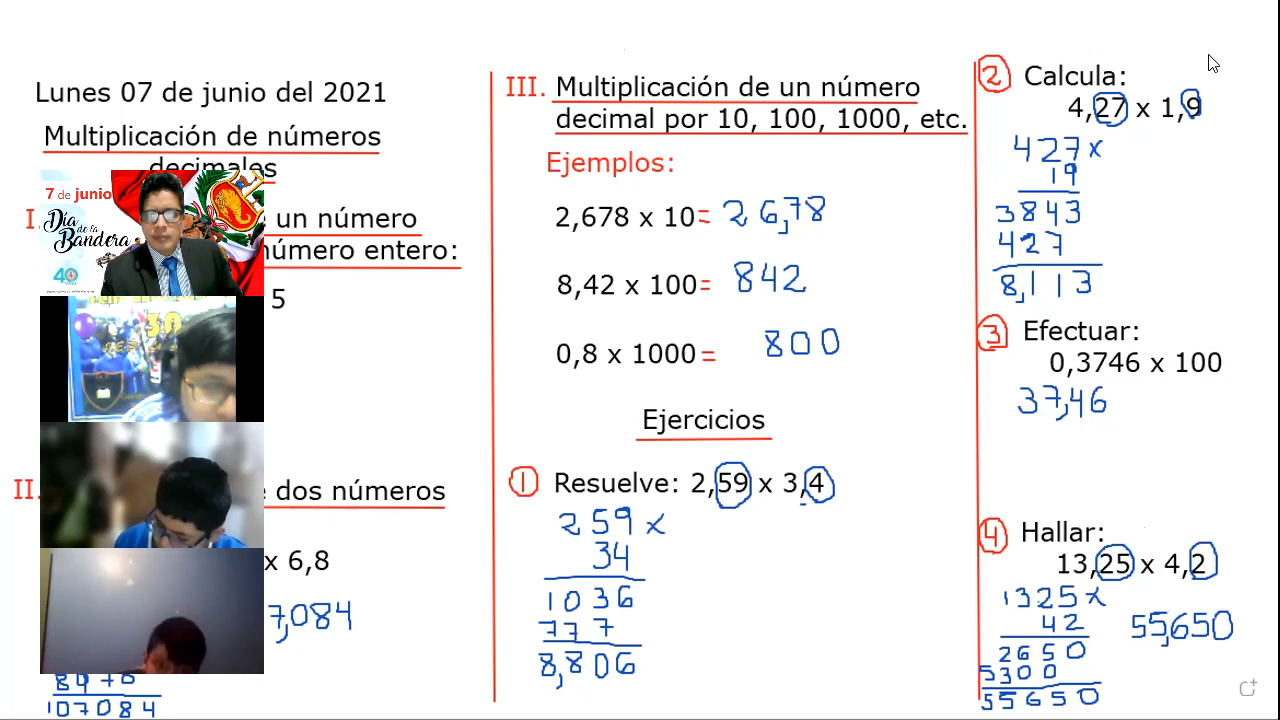 Lunes 07 de junio del 2021
Multiplicación de números
decimales
I.
e un número
número entero:
5
7 de junio
Día de la
Bandera
40
30
II.
e dos números
x 6,8
7,084
107084
III. Multiplicación de un número
decimal por 10, 100, 1000, etc.
Ejemplos:
2,678 x 10= 26,78
8,42 x 100= 842
0,8 x 1000= 800
Ejercicios
1 Resuelve: 2,59 x 3,4
259 x
34
1036
777
8,806
2 Calcula:
4,27 x 1,9
427 x
19
3843
427
8,113
3 Efectuar:
0,3746 x 100
37,46
4 Hallar:
13,25 x 4,2
1325 x
42
55,650
2650
5300
55650